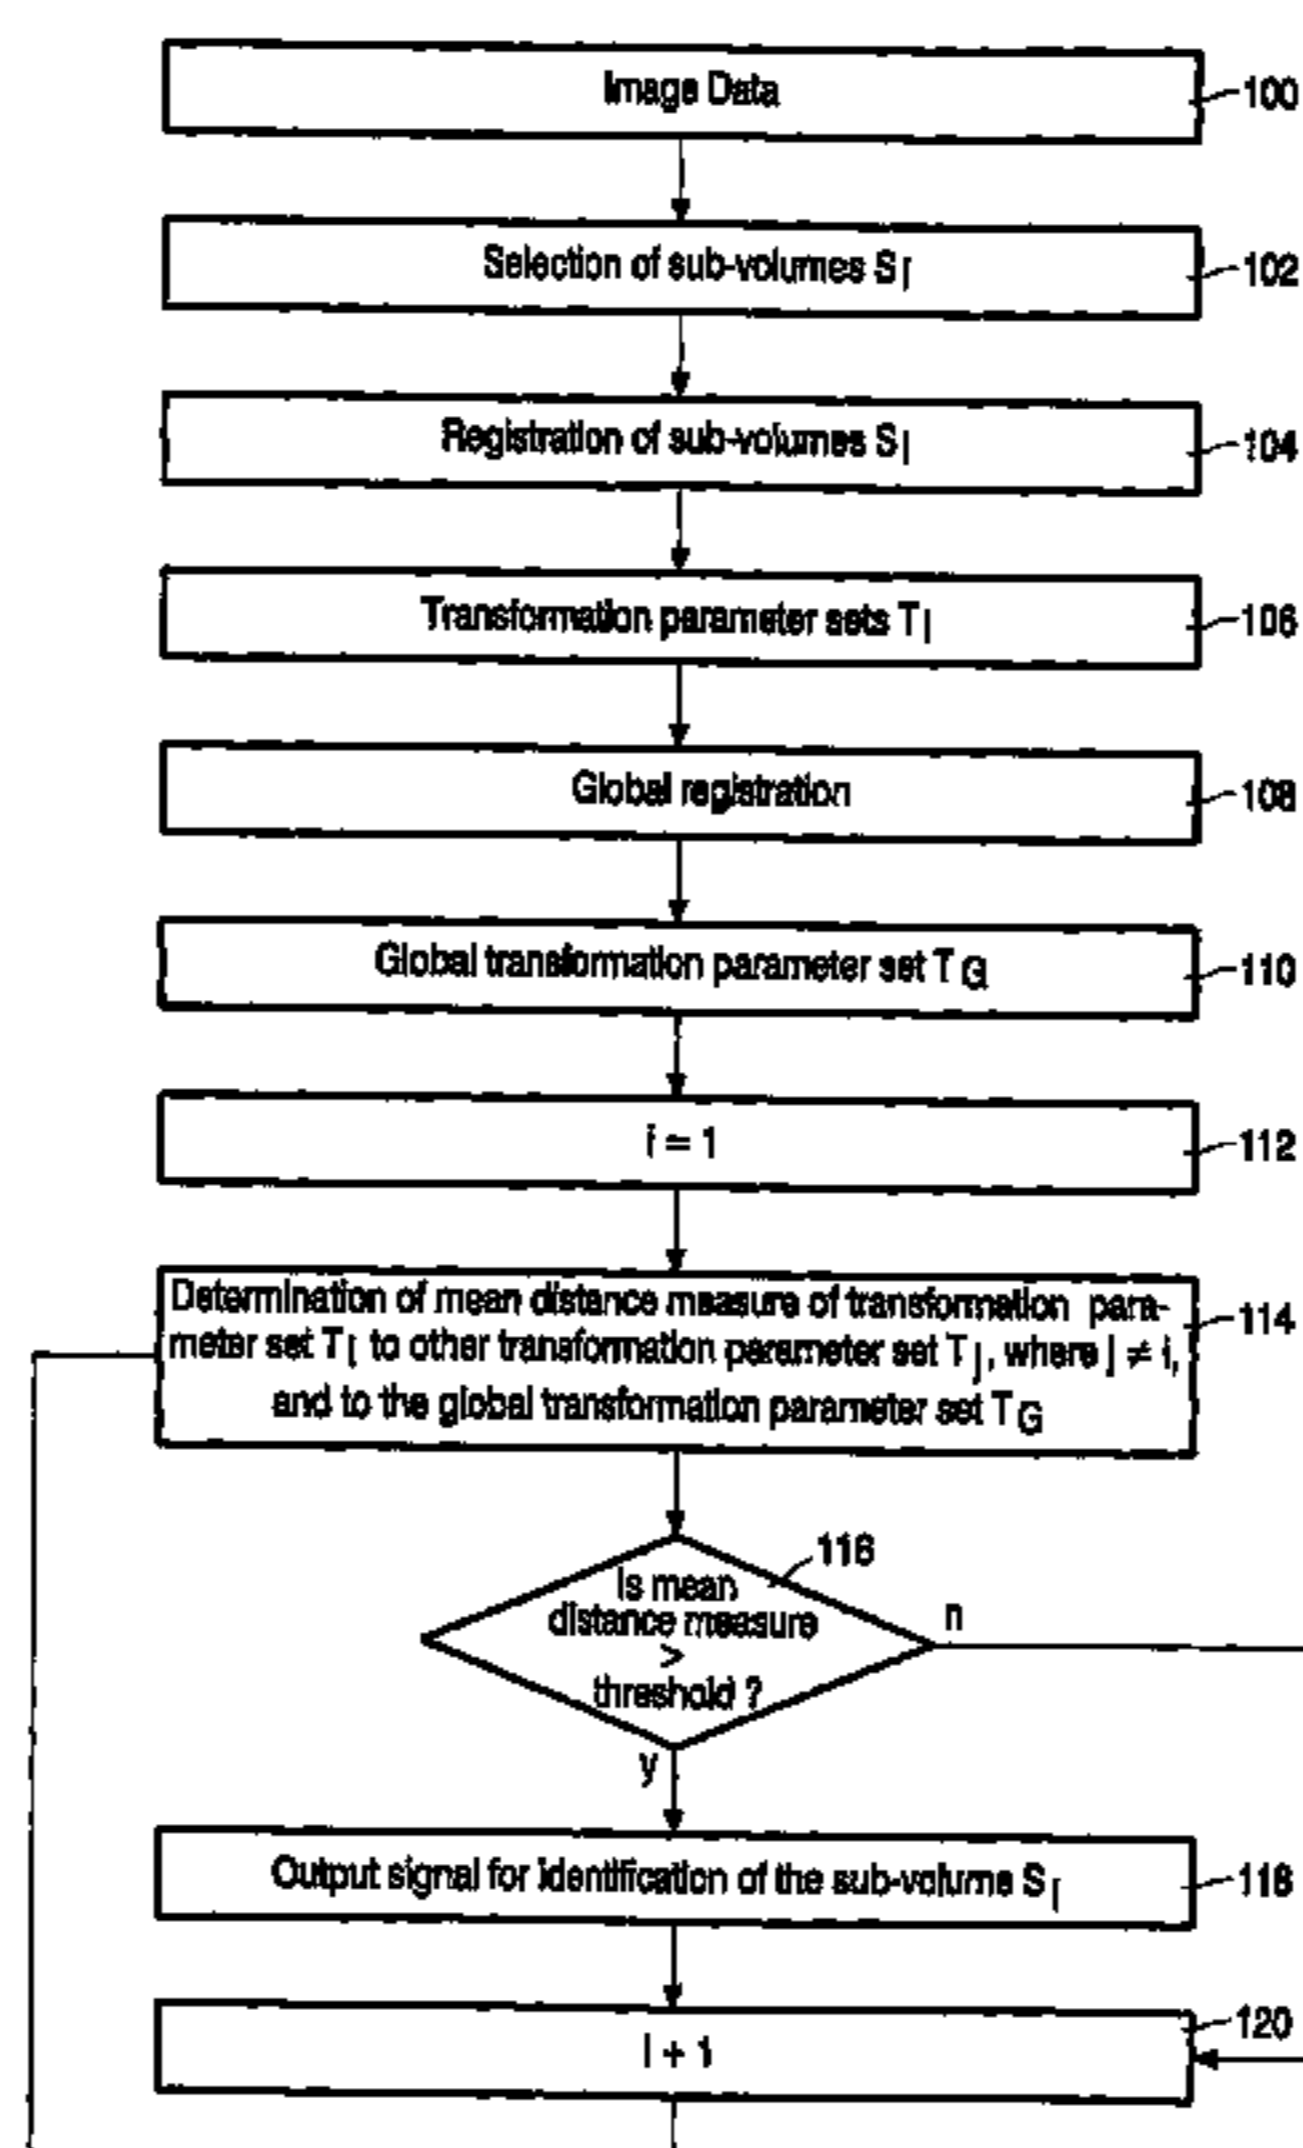 Image Data
100
Selection of sub-volumes Si
102
Registration of sub-volumes Si
104
Transformation parameter sets Ti
106
Global registration
108
Global transformation parameter set TG
110
i = 1
112
Determination of mean distance measure of transformation para-
meter set Ti to other transformation parameter set Tj, where j ≠ i,
and to the global transformation parameter set TG
114
Is mean
distance measure
>
threshold ?
116
n
y
Output signal for identification of the sub-volume Si
118
i + 1
120